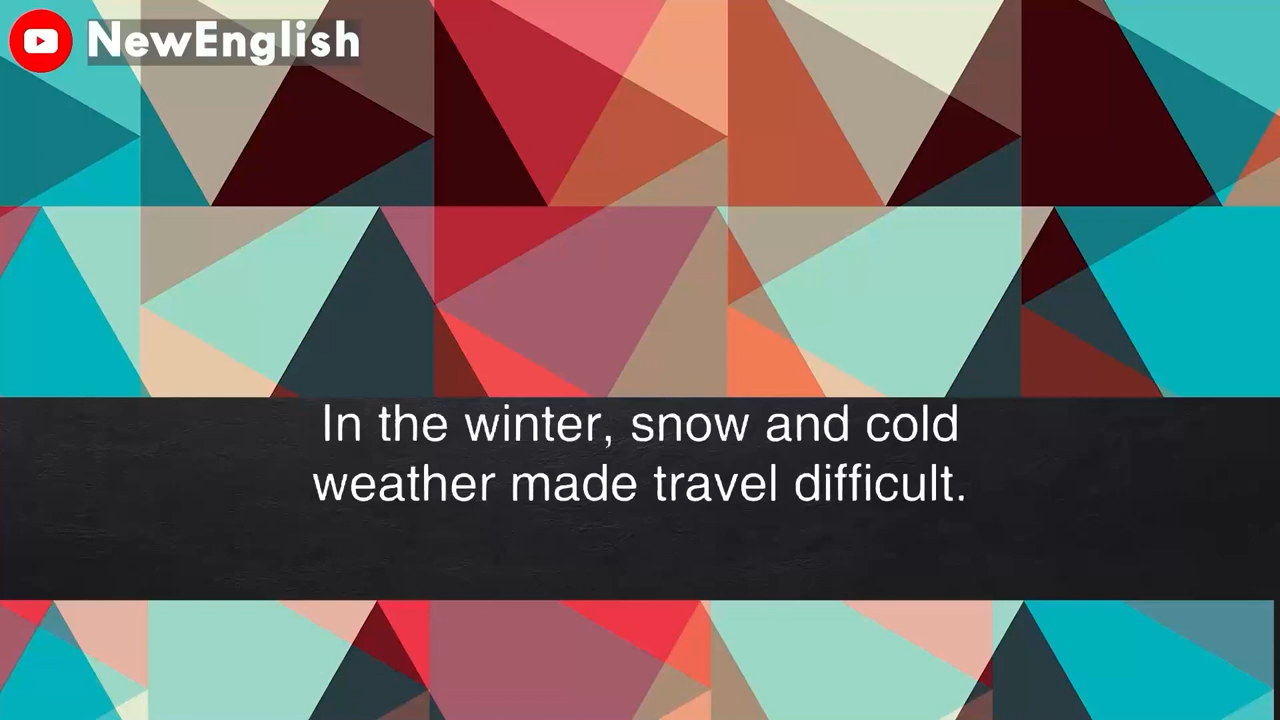 NewEnglish
In the winter, snow and cold
weather made travel difficult.